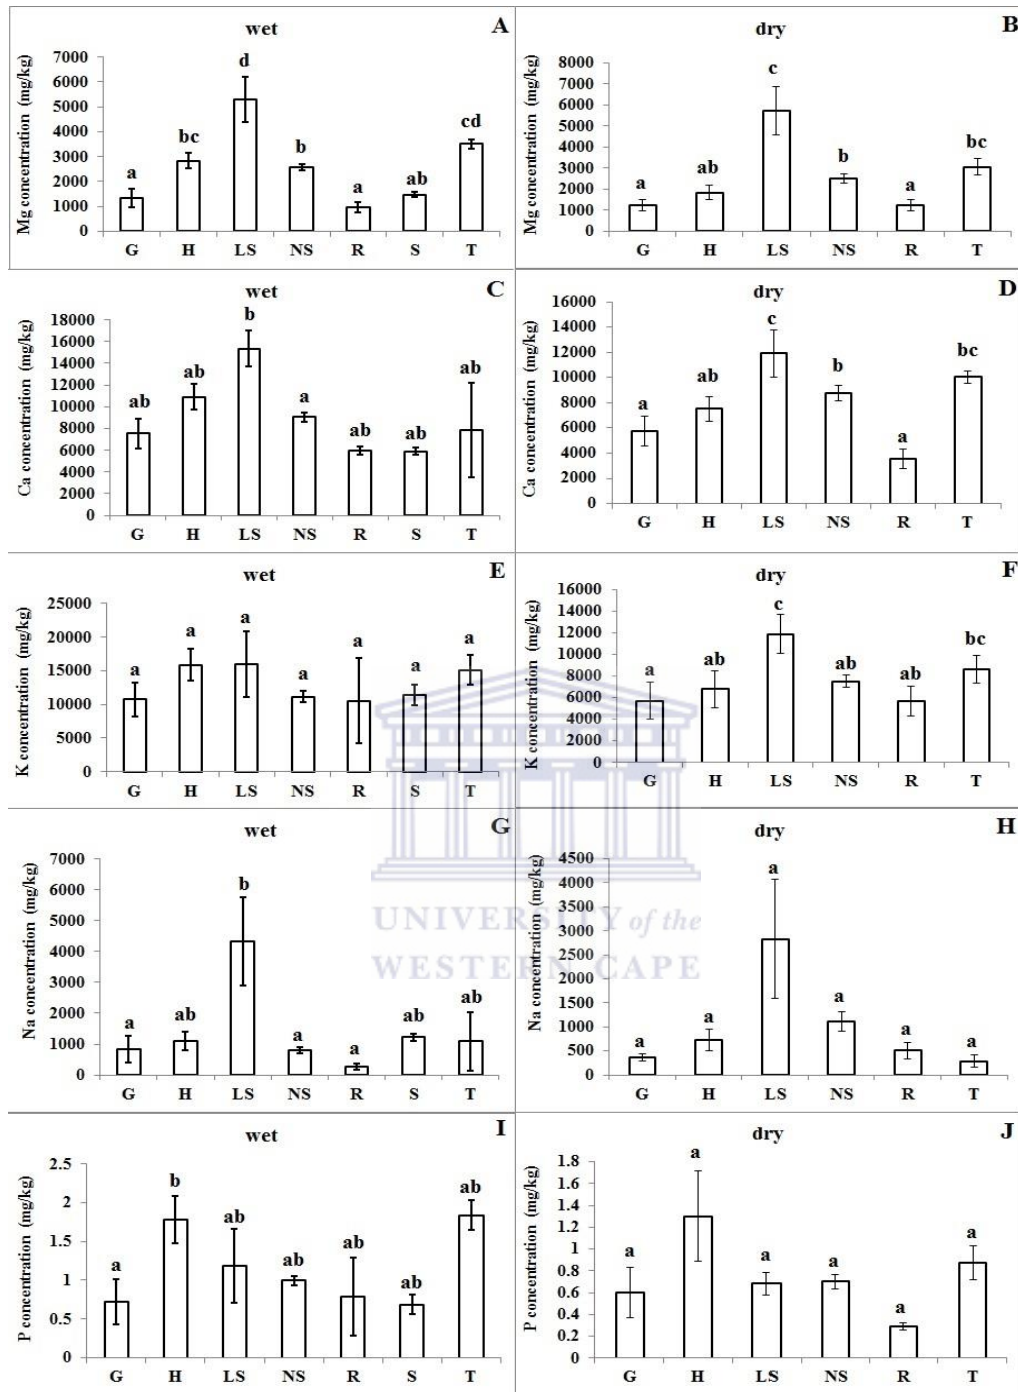 wet
A
Mg concentration (mg/kg)
7000
6000
5000
4000
3000
2000
1000
0
a
bc
d
b
a
ab
cd
G H LS NS R S T
dry
B
Mg concentration (mg/kg)
8000
7000
6000
5000
4000
3000
2000
1000
0
a
ab
c
b
a
bc
G H LS NS R T
wet
C
Ca concentration (mg/kg)
18000
16000
14000
12000
10000
8000
6000
4000
2000
0
ab
ab
b
a
ab
ab
ab
G H LS NS R S T
dry
D
Ca concentration (mg/kg)
16000
14000
12000
10000
8000
6000
4000
2000
0
a
ab
c
b
a
bc
G H LS NS R T
wet
E
K concentration (mg/kg)
25000
20000
15000
10000
5000
0
a
a
a
a
a
a
a
G H LS NS R S T
dry
F
K concentration (mg/kg)
16000
14000
12000
10000
8000
6000
4000
2000
0
a
ab
c
ab
ab
bc
G H LS NS R T
wet
G
Na concentration (mg/kg)
7000
6000
5000
4000
3000
2000
1000
0
a
ab
b
a
a
ab
ab
G H LS NS R S T
dry
H
Na concentration (mg/kg)
4500
4000
3500
3000
2500
2000
1500
1000
500
0
a
a
a
a
a
a
G H LS NS R T
UNIVERSITY of the
WESTERN CAPE
wet
I
P concentration (mg/kg)
2.5
2
1.5
1
0.5
0
a
b
ab
ab
ab
ab
ab
G H LS NS R S T
dry
J
P concentration (mg/kg)
1.8
1.6
1.4
1.2
1
0.8
0.6
0.4
0.2
0
a
a
a
a
a
a
G H LS NS R T